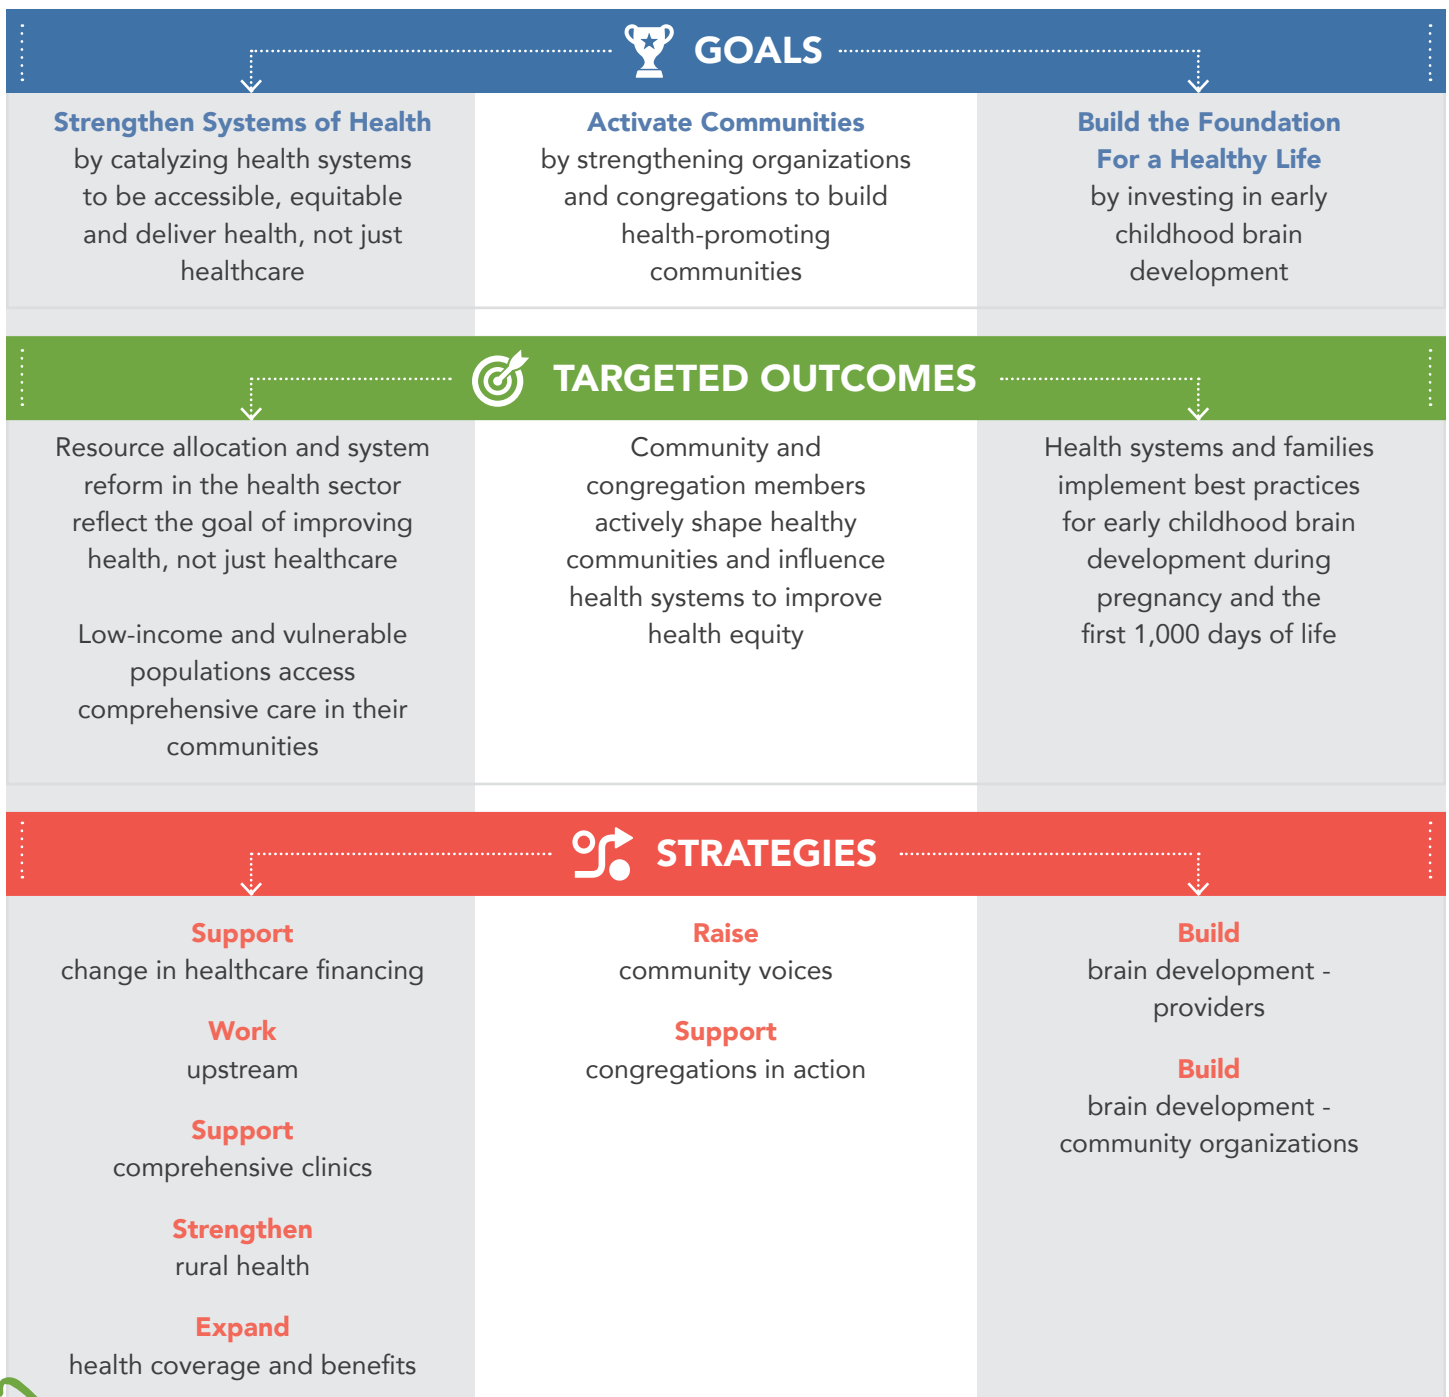 GOALS
Strengthen Systems of Health
by catalyzing health systems
to be accessible, equitable
and deliver health, not just
healthcare
Activate Communities
by strengthening organizations
and congregations to build
health-promoting
communities
Build the Foundation
For a Healthy Life
by investing in early
childhood brain
development
TARGETED OUTCOMES
Resource allocation and system
reform in the health sector
reflect the goal of improving
health, not just healthcare
Low-income and vulnerable
populations access
comprehensive care in their
communities
Community and
congregation members
actively shape healthy
communities and influence
health systems to improve
health equity
Health systems and families
implement best practices
for early childhood brain
development during
pregnancy and the
first 1,000 days of life
STRATEGIES
Support
change in healthcare financing
Work
upstream
Support
comprehensive clinics
Strengthen
rural health
Expand
health coverage and benefits
Raise
community voices
Support
congregations in action
Build
brain development -
providers
Build
brain development -
community organizations